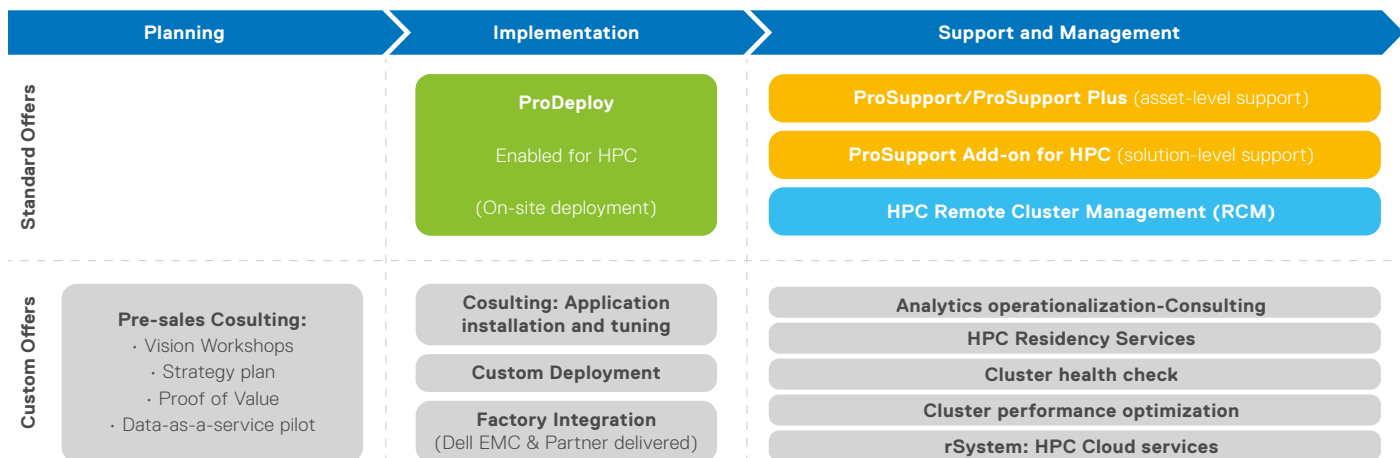 Planning
Implementation
Support and Management
Standard Offers
ProDeploy
Enabled for HPC
(On-site deployment)
ProSupport/ProSupport Plus (asset-level support)
ProSupport Add-on for HPC (solution-level support)
HPC Remote Cluster Management (RCM)
Custom Offers
Pre-sales Cosulting:
· Vision Workshops
· Strategy plan
· Proof of Value
· Data-as-a-service pilot
Cosulting: Application
installation and tuning
Custom Deployment
Factory Integration
(Dell EMC & Partner delivered)
Analytics operationalization-Consulting
HPC Residency Services
Cluster health check
Cluster performance optimization
rSystem: HPC Cloud services